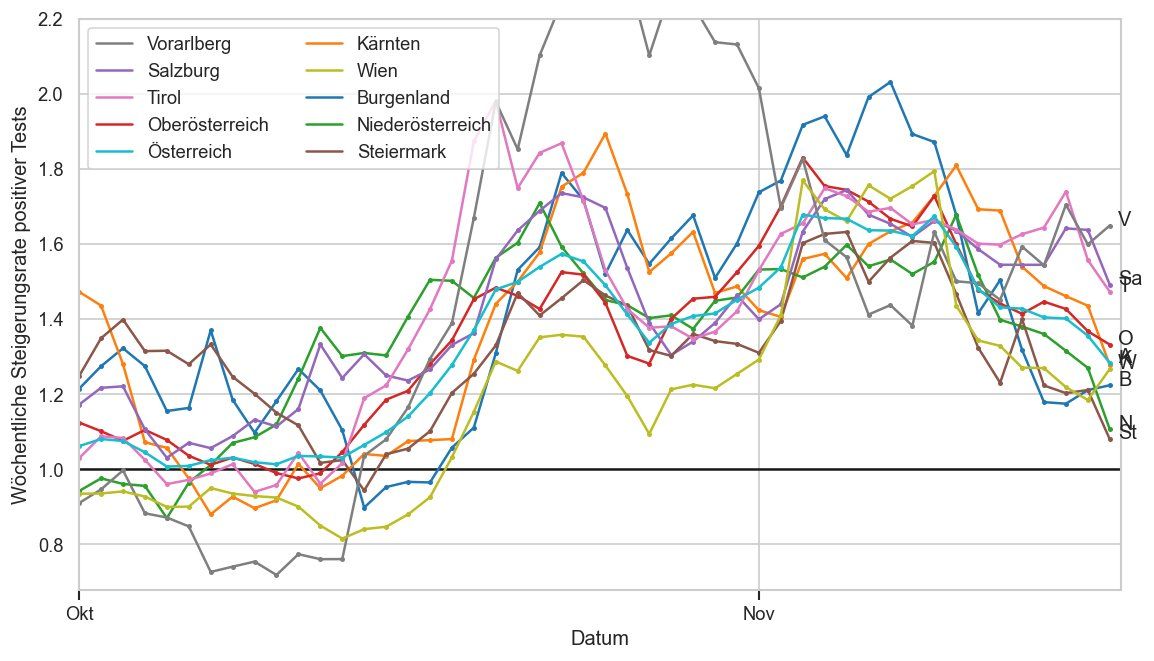 2.2
2.0
1.8
1.6
1.4
1.2
1.0
0.8
Wöchentliche Steigerungsrate positiver Tests
Vorarlberg
Salzburg
Tirol
Oberösterreich
Österreich
Kärnten
Wien
Burgenland
Niederösterreich
Steiermark
V
Sa
T
O
W
B
N
St
Okt
Nov
Datum